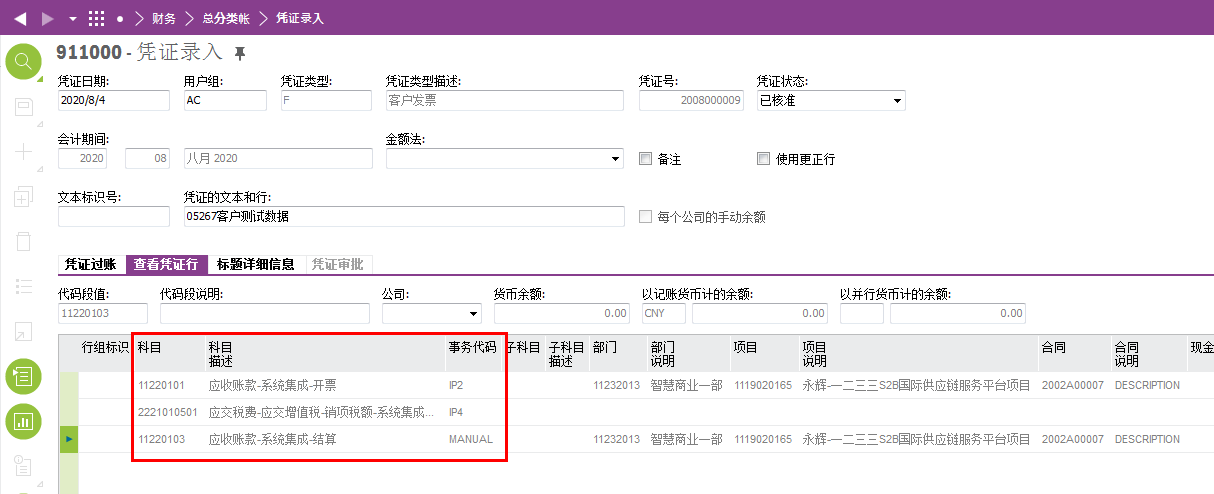 财务 总分类帐 凭证录入
911000 - 凭证录入
凭证日期: 用户组: 凭证类型: 凭证类型描述: 凭证号: 凭证状态:
2020/8/4 AC F 客户发票 2008000009 已核准
会计期间: 金额法:
2020 08 八月 2020 备注 使用更正行
文本标识号: 凭证的文本和行:
05267客户测试数据 每个公司的手动余额
凭证过账 查看凭证行 标题详细信息 凭证审批
代码段值: 代码段说明: 公司: 货币余额: 以记账货币计的余额: 以并行货币计的余额:
11220103 0.00 CNY 0.00 0.00
行组标识 科目 科目 事务代码 子科目 子科目 部门 部门 项目 项目 合同 合同 现金
描述 描述 说明 说明 说明
11220101 应收账款-系统集成-开票 IP2 11232013 智慧商业一部 1119020165 永辉-一二三三S2B国际供应链服务平台项目 2002A00007 DESCRIPTION
2221010501 应交税费-应交增值税-销项税额-系统集成... IP4
11220103 应收账款-系统集成-结算 MANUAL 11232013 智慧商业一部 1119020165 永辉-一二三三S2B国际供应链服务平台项目 2002A00007 DESCRIPTION